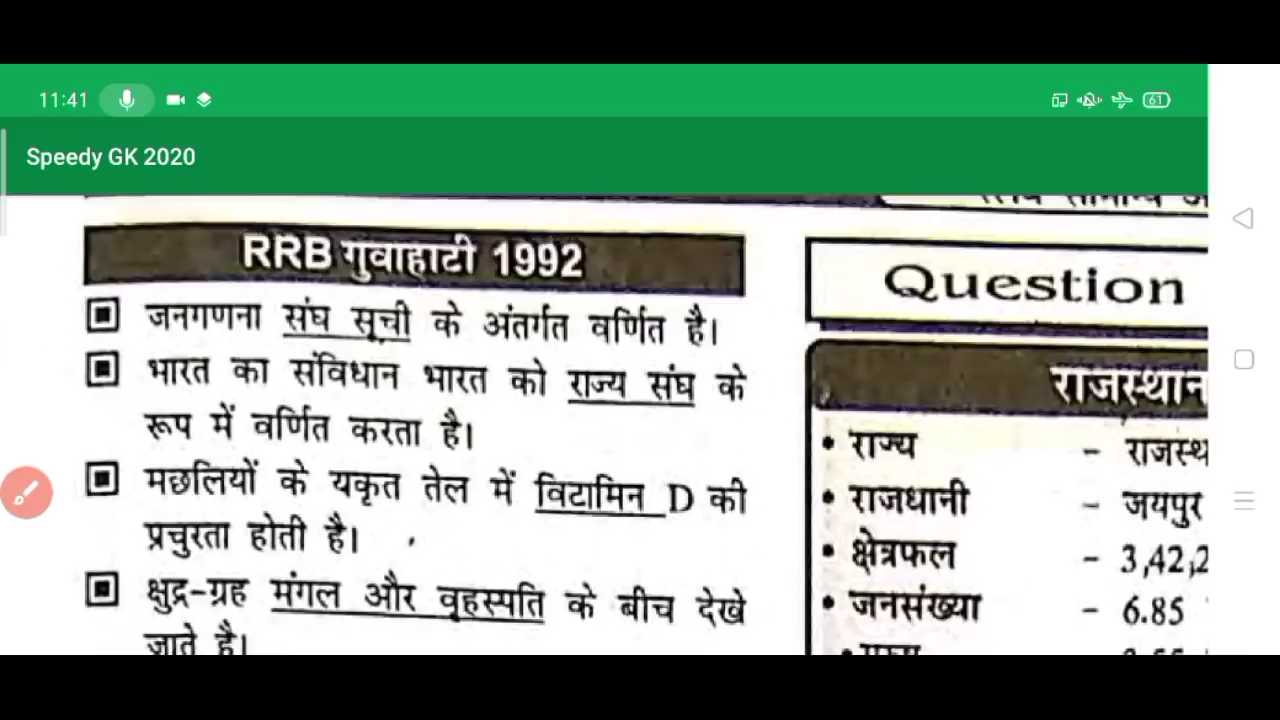 11:41
61
Speedy GK 2020
RRB गुवाहाटी 1992
जनगणना संघ सूची के अंतर्गत वर्णित है।
भारत का संविधान भारत को राज्य संघ के
रूप में वर्णित करता है।
मछलियों के यकृत तेल में विटामिन D की
प्रचुरता होती है।
क्षुद्र-ग्रह मंगल और वृहस्पति के बीच देखे
जाते है।
Question
राजस्थान
• राज्य - राजस्थ
• राजधानी - जयपुर
• क्षेत्रफल - 3,42,2
• जनसंख्या - 6.85